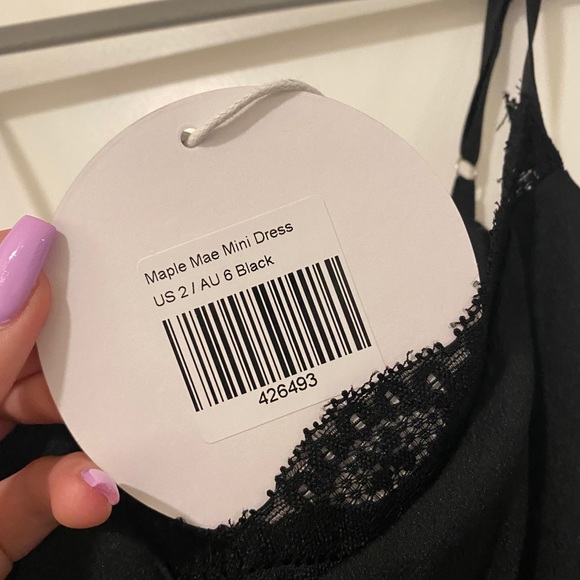 Maple Mae Mini Dress
US 2 / AU 6 Black
426493